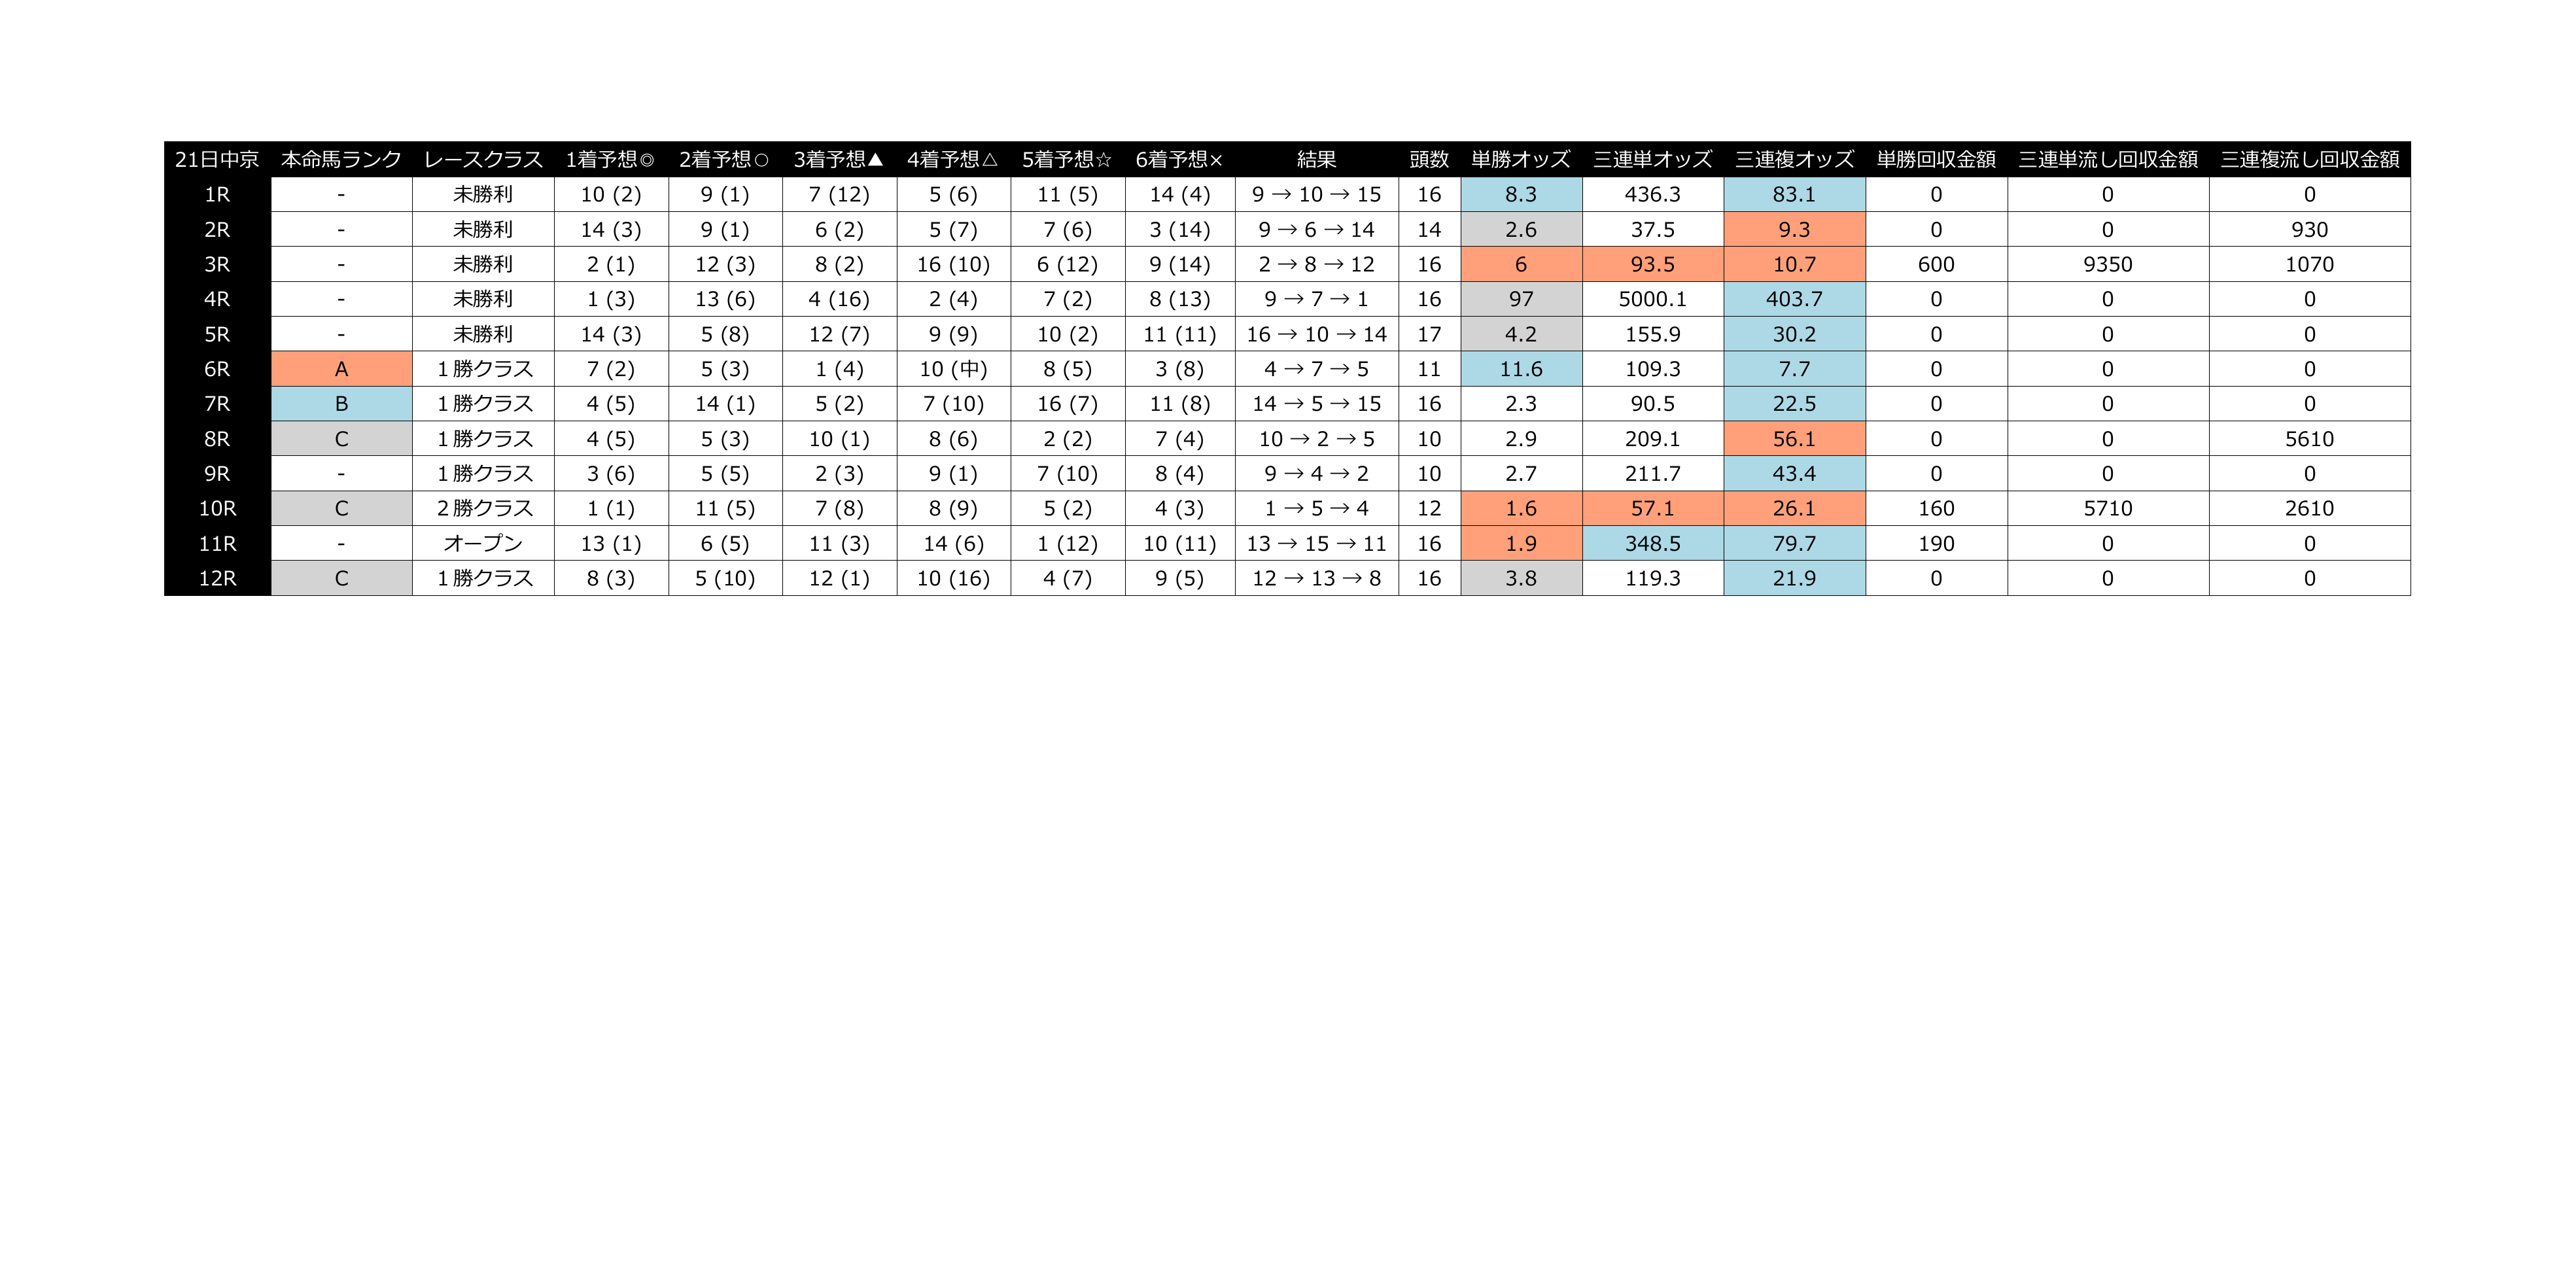 21日中京 本命馬ランク レースクラス 1着予想◎ 2着予想○ 3着予想▲ 4着予想△ 5着予想☆ 6着予想× 結果 頭数 単勝オッズ 三連単オッズ 三連複オッズ 単勝回収金額 三連単流し回収金額 三連複流し回収金額
1R - 未勝利 10 (2) 9 (1) 7 (12) 5 (6) 11 (5) 14 (4) 9 → 10 → 15 16 8.3 436.3 83.1 0 0 0
2R - 未勝利 14 (3) 9 (1) 6 (2) 5 (7) 7 (6) 3 (14) 9 → 6 → 14 14 2.6 37.5 9.3 0 0 930
3R - 未勝利 2 (1) 12 (3) 8 (2) 16 (10) 6 (12) 9 (14) 2 → 8 → 12 16 6 93.5 10.7 600 9350 1070
4R - 未勝利 1 (3) 13 (6) 4 (16) 2 (4) 7 (2) 8 (13) 9 → 7 → 1 16 97 5000.1 403.7 0 0 0
5R - 未勝利 14 (3) 5 (8) 12 (7) 9 (9) 10 (2) 11 (11) 16 → 10 → 14 17 4.2 155.9 30.2 0 0 0
6R A 1勝クラス 7 (2) 5 (3) 1 (4) 10 (中) 8 (5) 3 (8) 4 → 7 → 5 11 11.6 109.3 7.7 0 0 0
7R B 1勝クラス 4 (5) 14 (1) 5 (2) 7 (10) 16 (7) 11 (8) 14 → 5 → 15 16 2.3 90.5 22.5 0 0 0
8R C 1勝クラス 4 (5) 5 (3) 10 (1) 8 (6) 2 (2) 7 (4) 10 → 2 → 5 10 2.9 209.1 56.1 0 0 5610
9R - 1勝クラス 3 (6) 5 (5) 2 (3) 9 (1) 7 (10) 8 (4) 9 → 4 → 2 10 2.7 211.7 43.4 0 0 0
10R C 2勝クラス 1 (1) 11 (5) 7 (8) 8 (9) 5 (2) 4 (3) 1 → 5 → 4 12 1.6 57.1 26.1 160 5710 2610
11R - オープン 13 (1) 6 (5) 11 (3) 14 (6) 1 (12) 10 (11) 13 → 15 → 11 16 1.9 348.5 79.7 190 0 0
12R C 1勝クラス 8 (3) 5 (10) 12 (1) 10 (16) 4 (7) 9 (5) 12 → 13 → 8 16 3.8 119.3 21.9 0 0 0